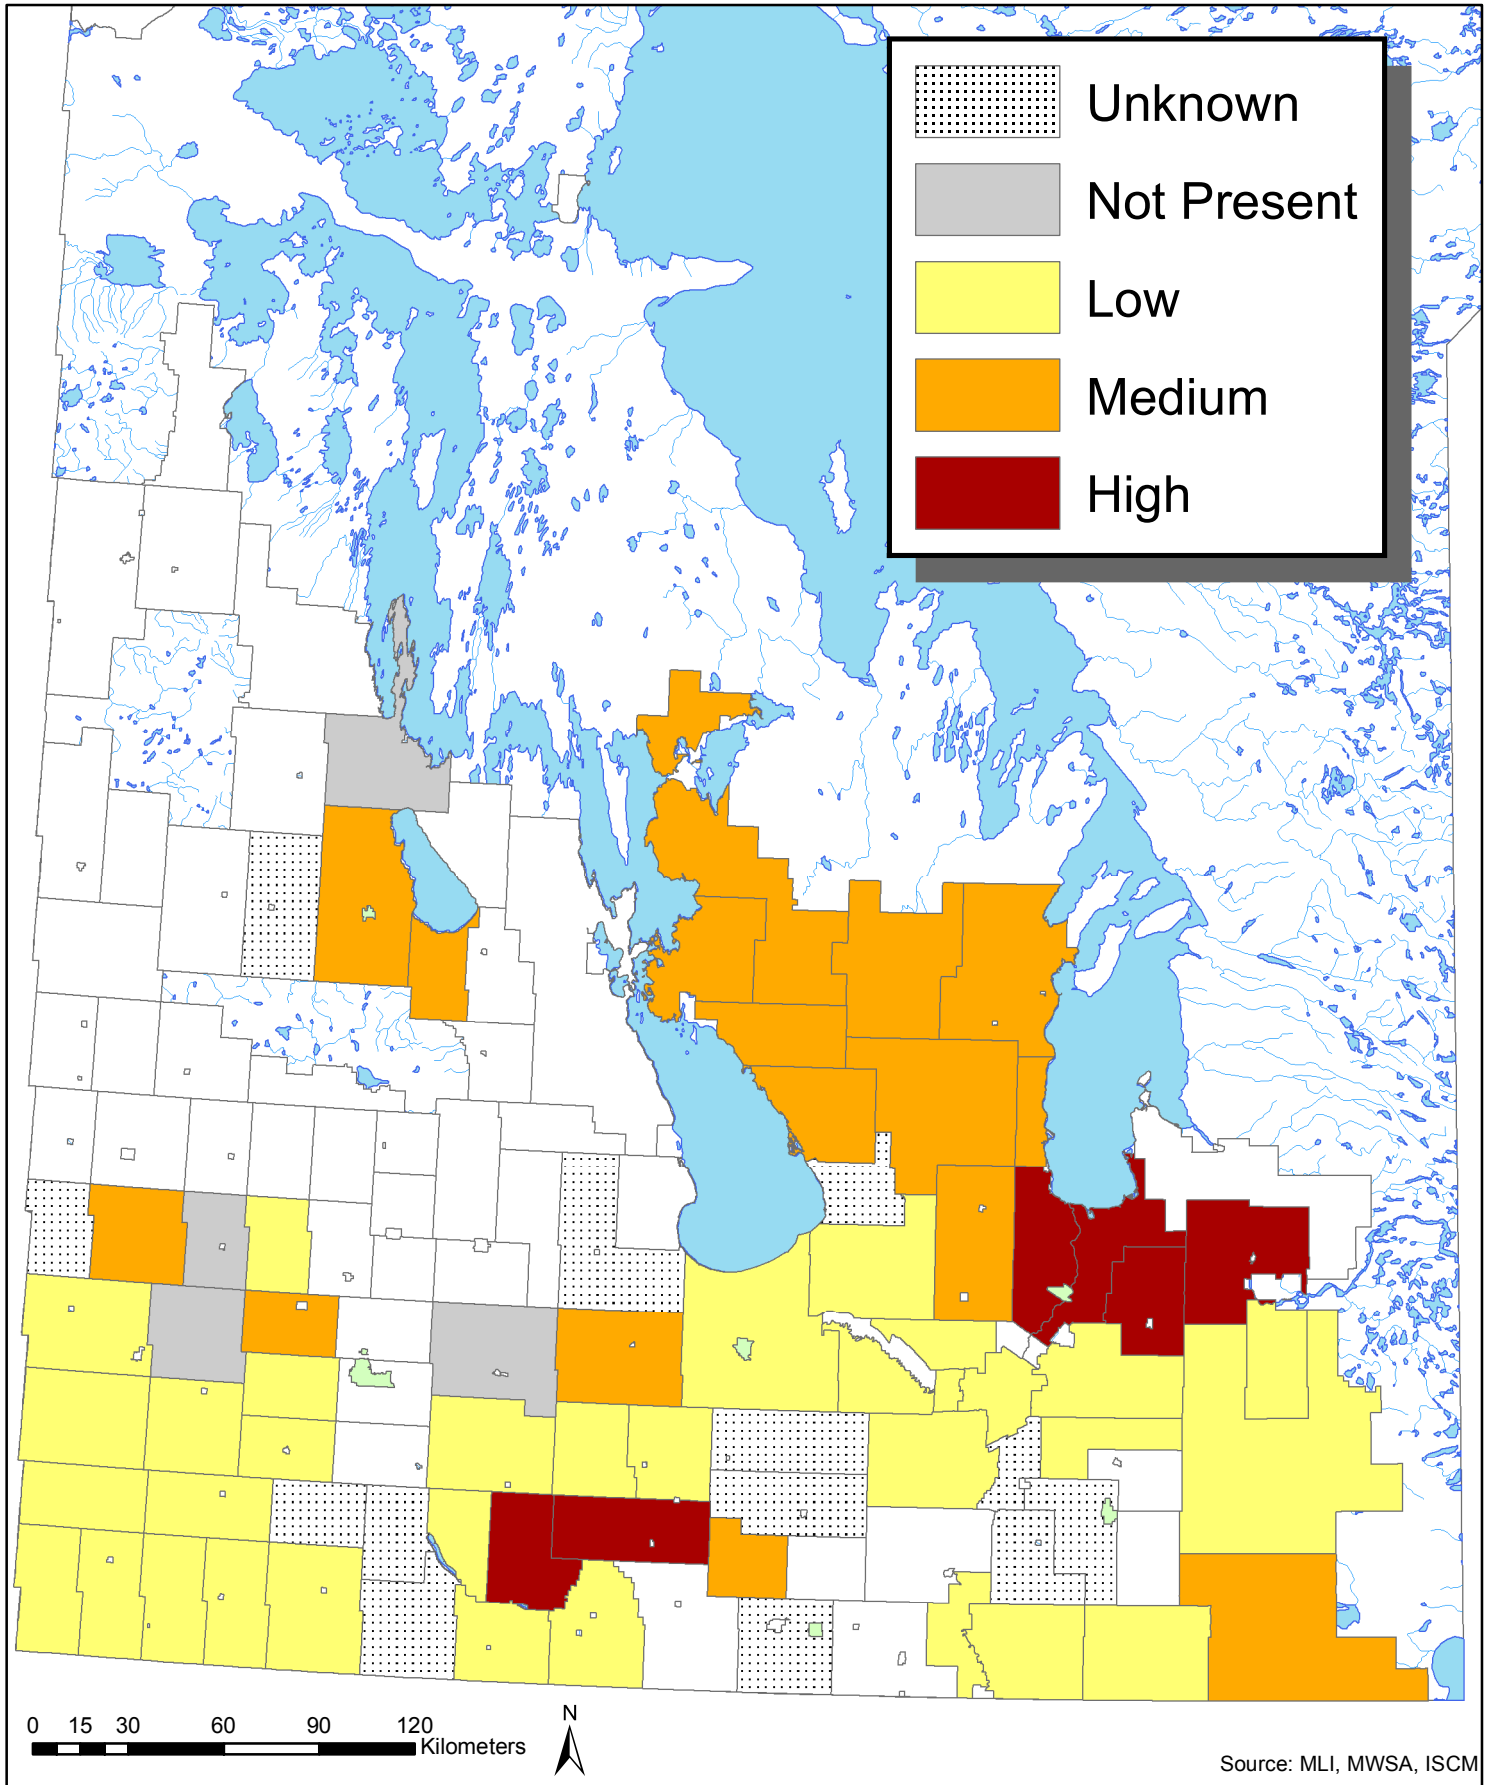 Unknown
Not Present
Low
Medium
High
0 15 30 60 90 120
Kilometers
N
Source: MLI, MWSA, ISCM